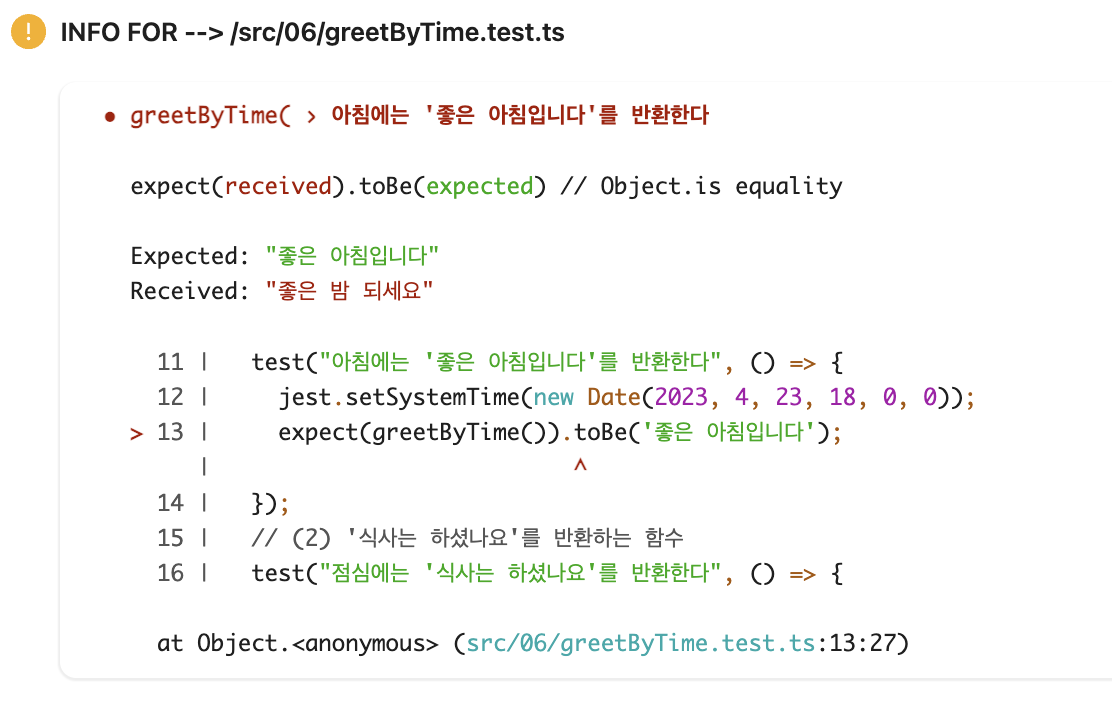 ! INFO FOR --> /src/06/greetByTime.test.ts
● greetByTime( › 아침에는 '좋은 아침입니다'를 반환한다
expect(received).toBe(expected) // Object.is equality
Expected: "좋은 아침입니다"
Received: "좋은 밤 되세요"
11 |   test("아침에는 '좋은 아침입니다'를 반환한다", () => {
12 |     jest.setSystemTime(new Date(2023, 4, 23, 18, 0, 0));
> 13 |     expect(greetByTime()).toBe('좋은 아침입니다');
|                           ^
14 |   });
15 |   // (2) '식사는 하셨나요'를 반환하는 함수
16 |   test("점심에는 '식사는 하셨나요'를 반환한다", () => {
at Object.<anonymous> (src/06/greetByTime.test.ts:13:27)